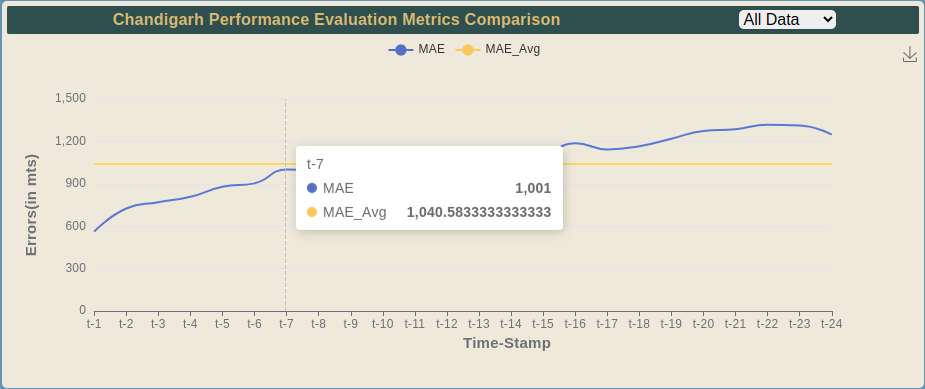 Chandigarh Performance Evaluation Metrics Comparison
All Data
MAE
MAE_Avg
Errors(in mts)
1,500
1,200
900
600
300
0
t-7
MAE 1,001
MAE_Avg 1,040.5833333333333
t-1 t-2 t-3 t-4 t-5 t-6 t-7 t-8 t-9 t-10 t-11 t-12 t-13 t-14 t-15 t-16 t-17 t-18 t-19 t-20 t-21 t-22 t-23 t-24
Time-Stamp